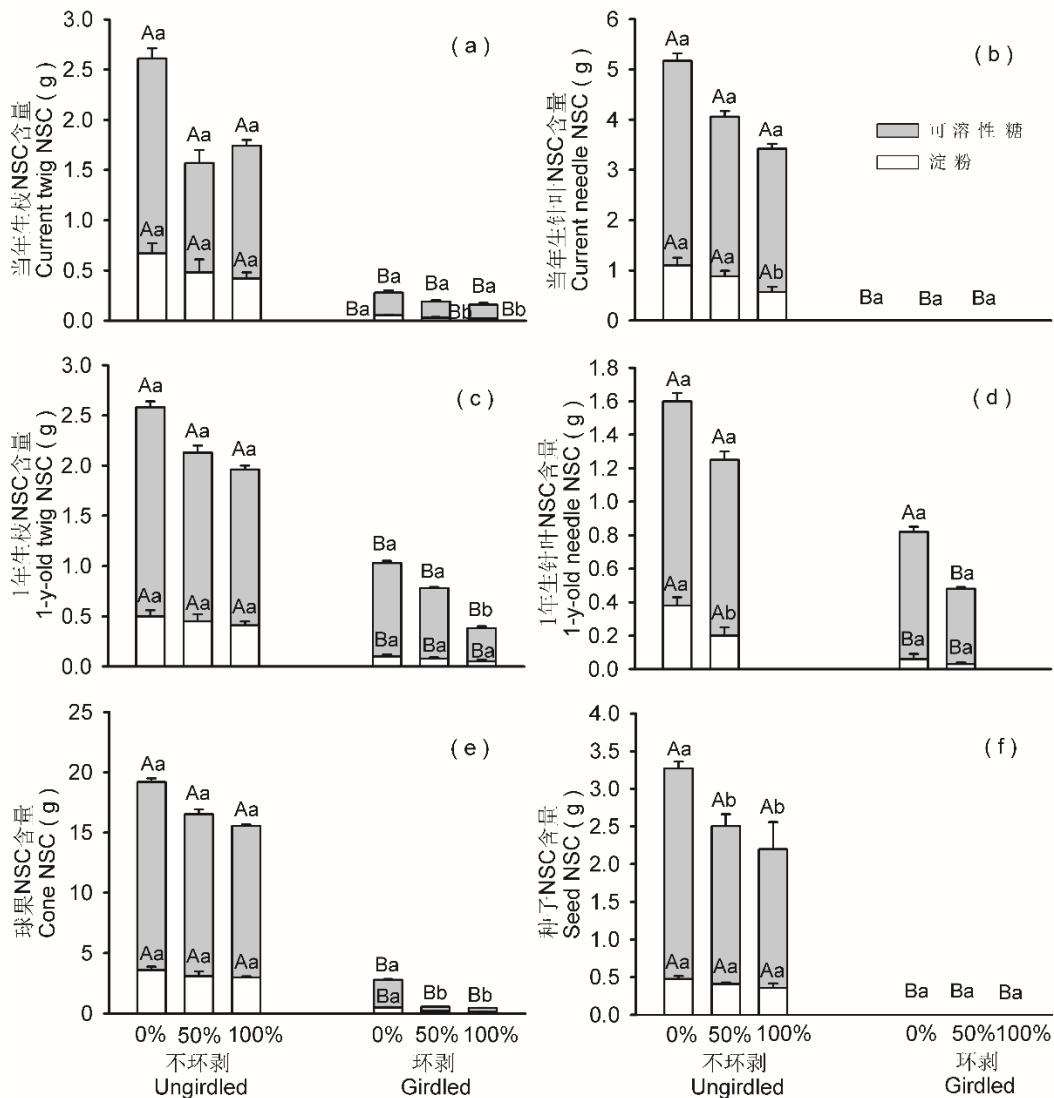 3.0
2.5
2.0
1.5
1.0
0.5
0.0
当年生枝NSC含量
Current twig NSC ( g )
Aa
Aa
Aa
Aa
Aa
Aa
( a )
Ba
Ba
Ba
Ba
Bb
Bb
6
5
4
3
2
1
0
当年生针叶NSC含量
Current needle NSC ( g )
Aa
Aa
Aa
Aa
Aa
Ab
( b )
可溶性糖
淀粉
Ba
Ba
Ba
3.0
2.5
2.0
1.5
1.0
0.5
0.0
1年生枝NSC含量
1-y-old twig NSC ( g )
Aa
Aa
Aa
Aa
Aa
Aa
( c )
Ba
Ba
Bb
Ba
Ba
Ba
1.8
1.6
1.4
1.2
1.0
0.8
0.6
0.4
0.2
0.0
1年生针叶NSC含量
1-y-old needle NSC ( g )
Aa
Aa
Aa
Ab
( d )
Aa
Ba
Ba
Ba
25
20
15
10
5
0
球果NSC含量
Cone NSC ( g )
Aa
Aa
Aa
Aa
Aa
Aa
( e )
Ba
Bb
Bb
Ba
0% 50% 100%
0% 50% 100%
不环剥
环剥
Ungirdled
Girdled
4.0
3.5
3.0
2.5
2.0
1.5
1.0
0.5
0.0
种子NSC含量
Seed NSC ( g )
Aa
Ab
Ab
Aa
Aa
Aa
( f )
Ba
Ba
Ba
0% 50% 100%
0% 50%100%
不环剥
环剥
Ungirdled
Girdled